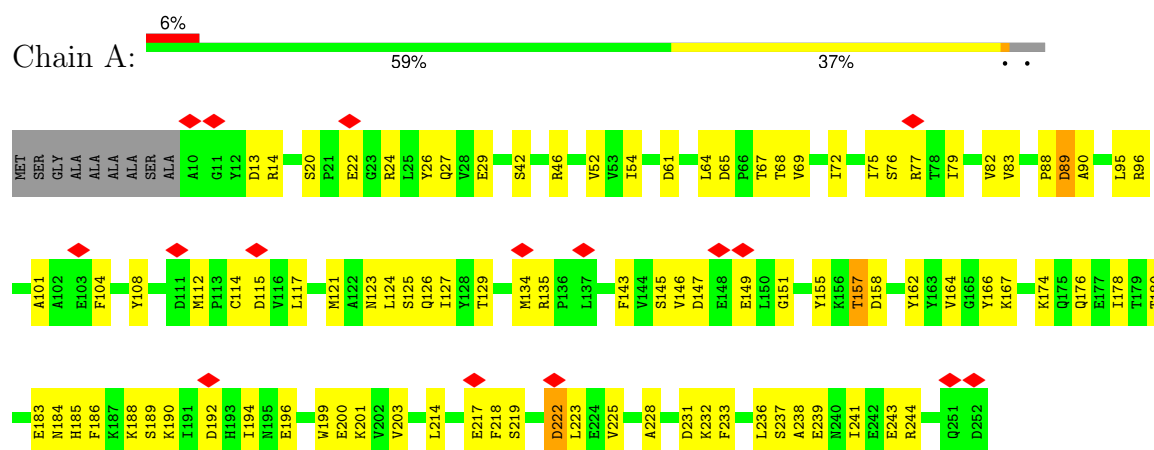 6%
Chain A:
59% 37% • •
MET SER GLY ALA ALA ALA ALA SER ALA A10 G11 Y12 D13 R14 S20 P21 E22 G23 R24 L25 Y26 Q27 V28 E29 S42 R46 V52 V53 I54 D61 L64 D65 P66 T67 T68 V69 I72 I75 S76 R77 T78 I79 V82 V83 P88 D89 A90 L95 R96
A101 A102 E103 F104 Y108 D111 M112 P113 C114 D115 V116 L117 M121 A122 N123 L124 S125 Q126 I127 Y128 T129 M134 R135 P136 L137 F143 V144 S145 V146 D147 E148 E149 L150 G151 Y155 K156 T157 D158 Y162 Y163 V164 G165 Y166 K167 K174 Q175 Q176 E177 I178 T179 T180
E183 N184 H185 F186 K187 K188 S189 K190 I191 D192 H193 I194 N195 E196 W199 E200 K201 V202 V203 L214 E217 F218 S219 D222 L223 E224 V225 A228 D231 K232 F233 L236 S237 A238 E239 N240 I241 E242 E243 R244 Q251 D252